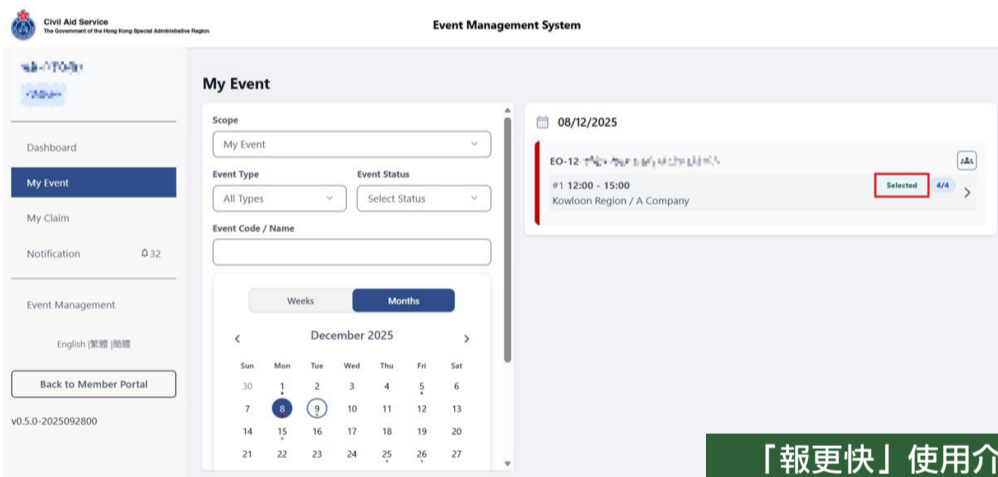 Civil Aid Service
The Government of the Hong Kong Special Administrative Region
Event Management System
Dashboard
My Event
My Claim
Notification 32
Event Management
English |繁體 |簡體
Back to Member Portal
v0.5.0-2025092800
My Event
Scope
My Event
Event Type Event Status
All Types Select Status
Event Code / Name
Weeks Months
December 2025
Sun Mon Tue Wed Thu Fri Sat
30 1 2 3 4 5 6
7 8 9 10 11 12 13
14 15 16 17 18 19 20
21 22 23 24 25 26 27
08/12/2025
EO-12
#1 12:00 - 15:00 Selected 4/4
Kowloon Region / A Company
「報更快」使用介